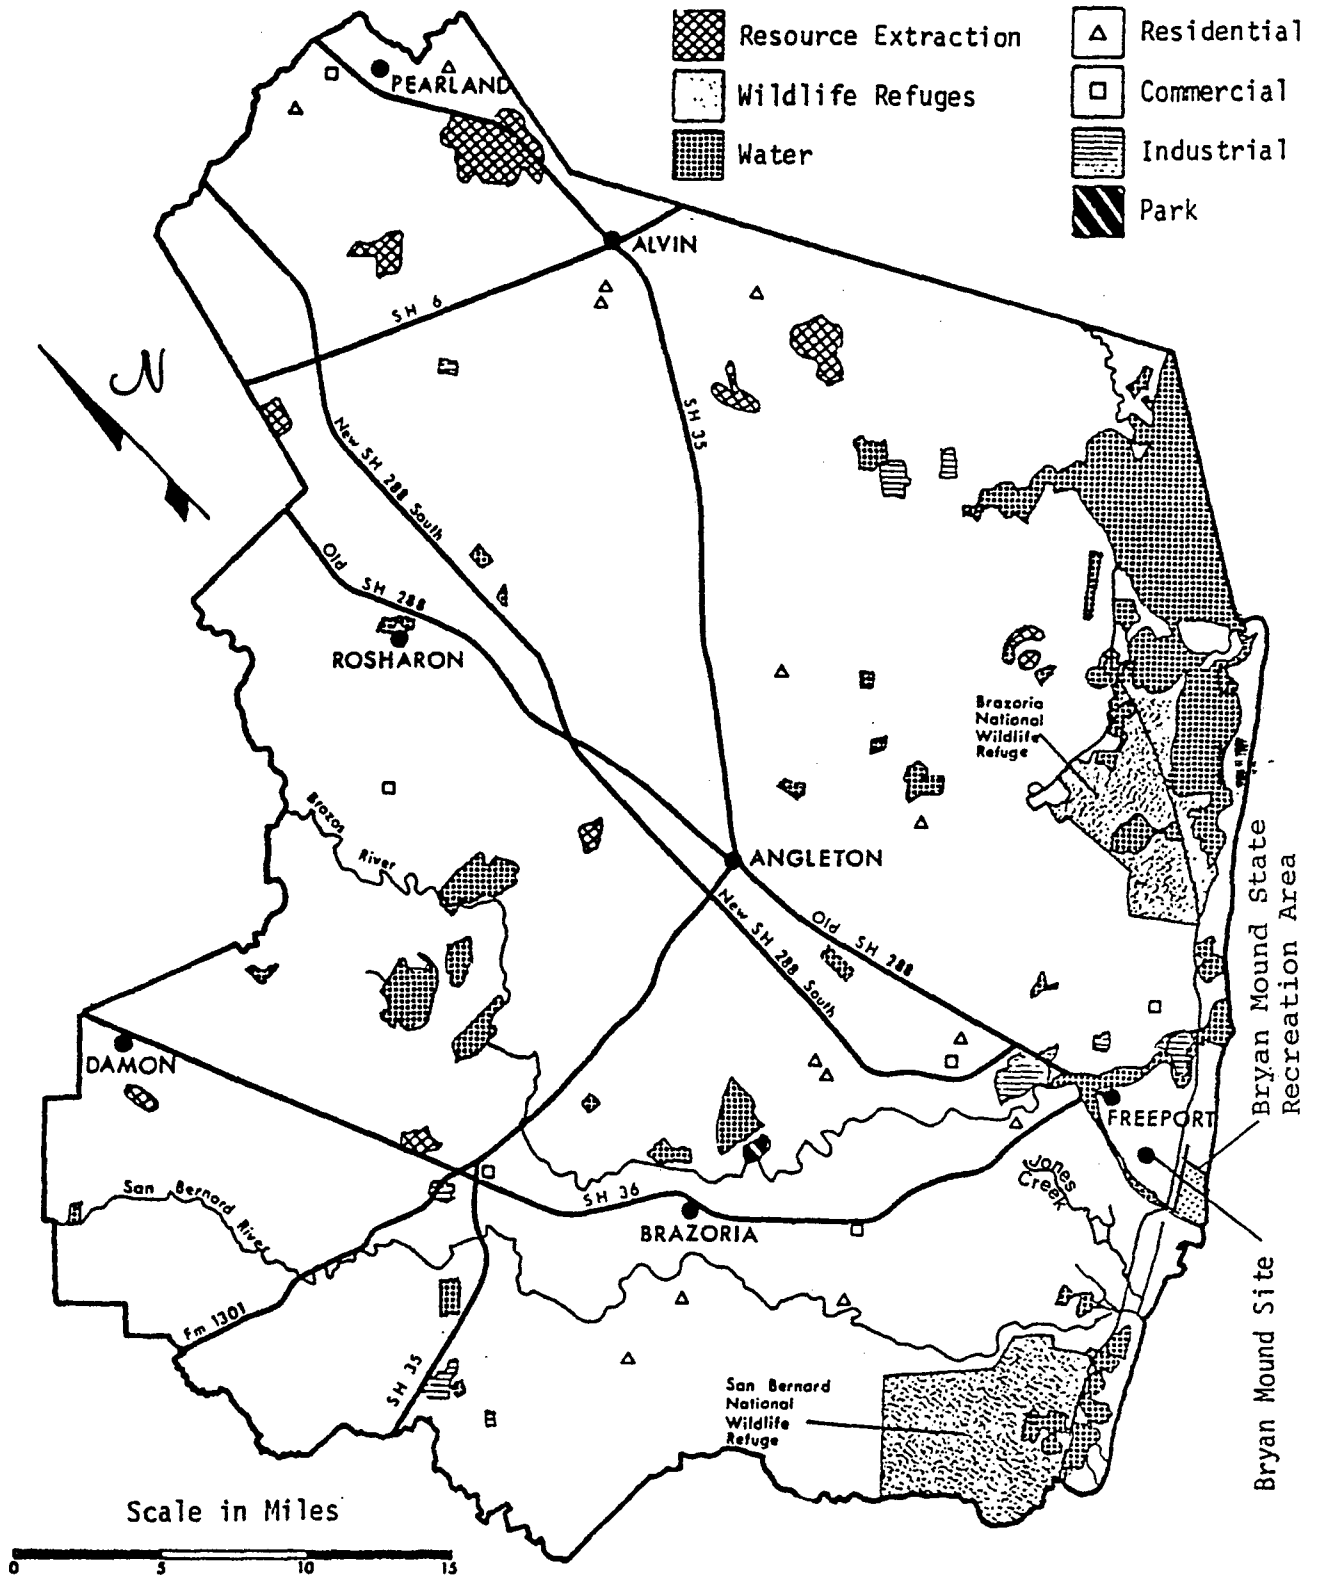 Resource Extraction
Wildlife Refuges
Water
Residential
Commercial
Industrial
Park
PEARLAND
ALVIN
SH 6
N
SH 35
New SH 288 South
Old SH 288
ROSHARON
Brazoria
National
Wildlife
Refuge
Brazos
River
ANGLETON
New SH 288 South
Old SH 288
Bryan Mound State
Recreation Area
DAMON
FREEPORT
Jones
Creek
San Bernard River
SH 36
BRAZORIA
Fm 1301
SH 35
San Bernard
National
Wildlife
Refuge
Bryan Mound Site
Scale in Miles
0 5 10 15